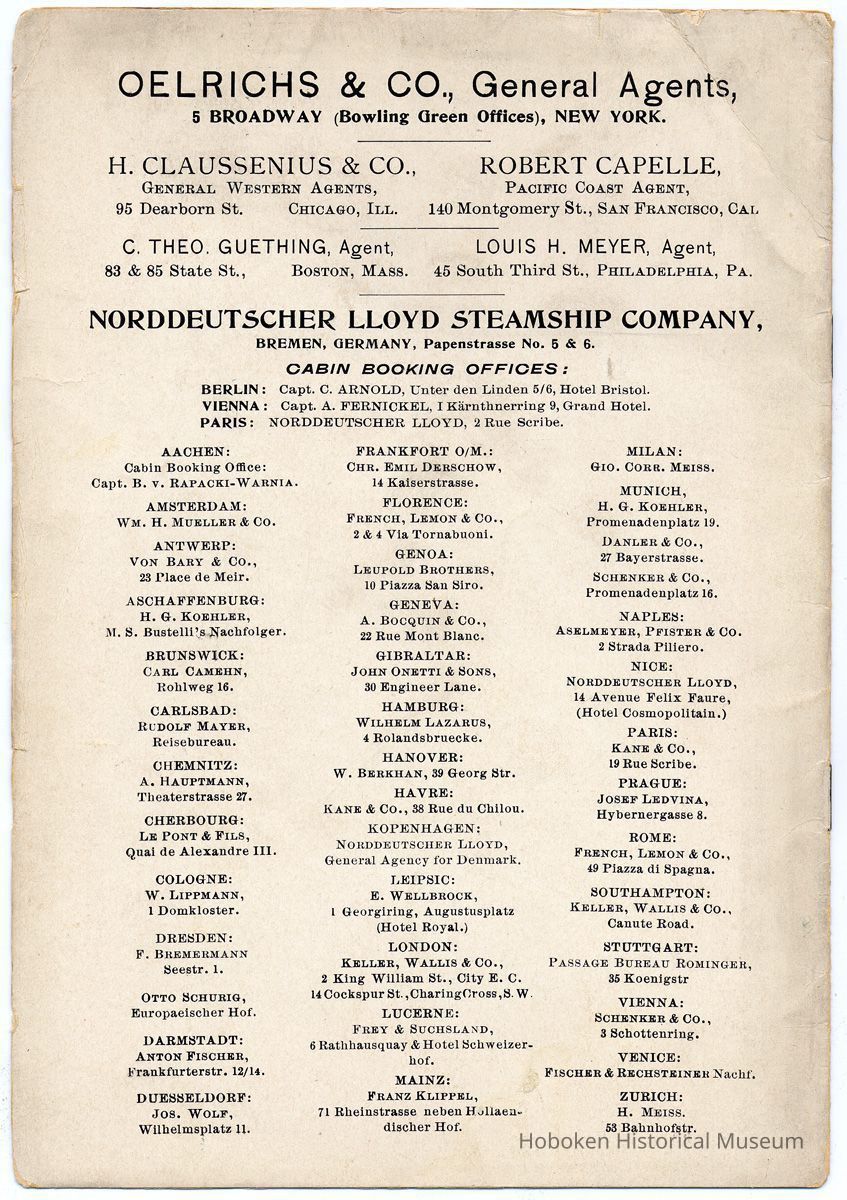 OELRICHS & CO., General Agents,
5 BROADWAY (Bowling Green Offices), NEW YORK.
H. CLAUSSENIUS & CO.,
GENERAL WESTERN AGENTS,
95 Dearborn St. CHICAGO, ILL.
ROBERT CAPELLE,
PACIFIC COAST AGENT,
140 Montgomery St., SAN FRANCISCO, CAL
C. THEO. GUETHING, Agent,
83 & 85 State St., BOSTON, MASS.
LOUIS H. MEYER, Agent,
45 South Third St., PHILADELPHIA, PA.
NORDDEUTSCHER LLOYD STEAMSHIP COMPANY,
BREMEN, GERMANY, Papenstrasse No. 5 & 6.
CABIN BOOKING OFFICES:
BERLIN: Capt. C. ARNOLD, Unter den Linden 5/6, Hotel Bristol.
VIENNA: Capt. A. FERNICKEL, I Kärnthnerring 9, Grand Hotel.
PARIS: NORDDEUTSCHER LLOYD, 2 Rue Scribe.
AACHEN:
Cabin Booking Office:
Capt. B. v. RAPACKI-WARNIA.
AMSTERDAM:
WM. H. MUELLER & CO.
ANTWERP:
VON BARY & CO.,
23 Place de Meir.
ASCHAFFENBURG:
H. G. KOEHLER,
M. S. Bustelli's Nachfolger.
BRUNSWICK:
CARL CAMEHN,
Rohlweg 16.
CARLSBAD:
RUDOLF MAYER,
Reisebureau.
CHEMNITZ:
A. HAUPTMANN,
Theaterstrasse 27.
CHERBOURG:
LE PONT & FILS,
Quai de Alexandre III.
COLOGNE:
W. LIPPMANN,
1 Domkloster.
DRESDEN:
F. BREMERMANN
Seestr. 1.
OTTO SCHURIG,
Europaeischer Hof.
DARMSTADT:
ANTON FISCHER,
Frankfurterstr. 12/14.
DUESSELDORF:
JOS. WOLF,
Wilhelmsplatz 11.
FRANKFORT O/M.:
CHR. EMIL DERSCHOW,
14 Kaiserstrasse.
FLORENCE:
FRENCH, LEMON & CO.,
2 & 4 Via Tornabuoni.
GENOA:
LEUPOLD BROTHERS,
10 Piazza San Siro.
GENEVA:
A. BOCQUIN & CO.,
22 Rue Mont Blanc.
GIBRALTAR:
JOHN ONETTI & SONS,
30 Engineer Lane.
HAMBURG:
WILHELM LAZARUS,
4 Rolandsbruecke.
HANOVER:
W. BERKHAN, 39 Georg Str.
HAVRE:
KANE & CO., 38 Rue du Chilou.
KOPENHAGEN:
NORDDEUTSCHER LLOYD,
General Agency for Denmark.
LEIPSIC:
E. WELLBROCK,
1 Georgiring, Augustusplatz
(Hotel Royal.)
LONDON:
KELLER, WALLIS & CO.,
2 King William St., City E. C.
14 Cockspur St., Charing Cross, S. W.
LUCERNE:
FREY & SUCHSLAND,
6 Rathhausquay & Hotel Schweizer-
hof.
MAINZ:
FRANZ KLIPPEL,
71 Rheinstrasse neben Hollaen-
discher Hof.
MILAN:
GIO. CORR. MEISS.
MUNICH,
H. G. KOEHLER,
Promenadenplatz 19.
DANLER & CO.,
27 Bayerstrasse.
SCHENKER & CO.,
Promenadenplatz 16.
NAPLES:
ASELMEYER, PFISTER & CO.
2 Strada Piliero.
NICE:
NORDDEUTSCHER LLOYD,
14 Avenue Felix Faure,
(Hotel Cosmopolitain.)
PARIS:
KANE & CO.,
19 Rue Scribe.
PRAGUE:
JOSEF LEDVINA,
Hybernergasse 8.
ROME:
FRENCH, LEMON & CO.,
49 Piazza di Spagna.
SOUTHAMPTON:
KELLER, WALLIS & CO.,
Canute Road.
STUTTGART:
PASSAGE BUREAU ROMINGER,
35 Koenigstr
VIENNA:
SCHENKER & CO.,
3 Schottenring.
VENICE:
FISCHER & RECHSTEINER Nachf.
ZURICH:
H. MEISS.
53 Bahnhofstr.
Hoboken Historical Museum